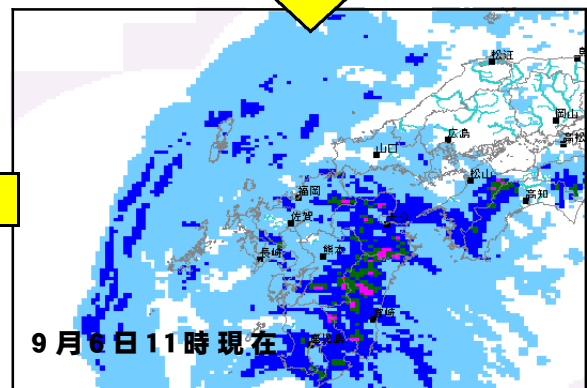 松江
岡山
広島
高松
山口
松山
高知
福岡
大分
佐賀
熊本
長崎
宮崎
鹿児島
9月6日11時現在